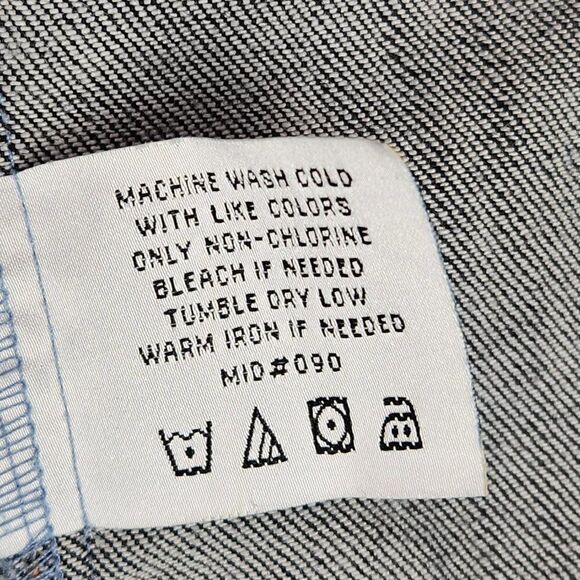 MACHINE WASH COLD
WITH LIKE COLORS
ONLY NON-CHLORINE
BLEACH IF NEEDED
TUMBLE DRY LOW
WARM IRON IF NEEDED
MID#090